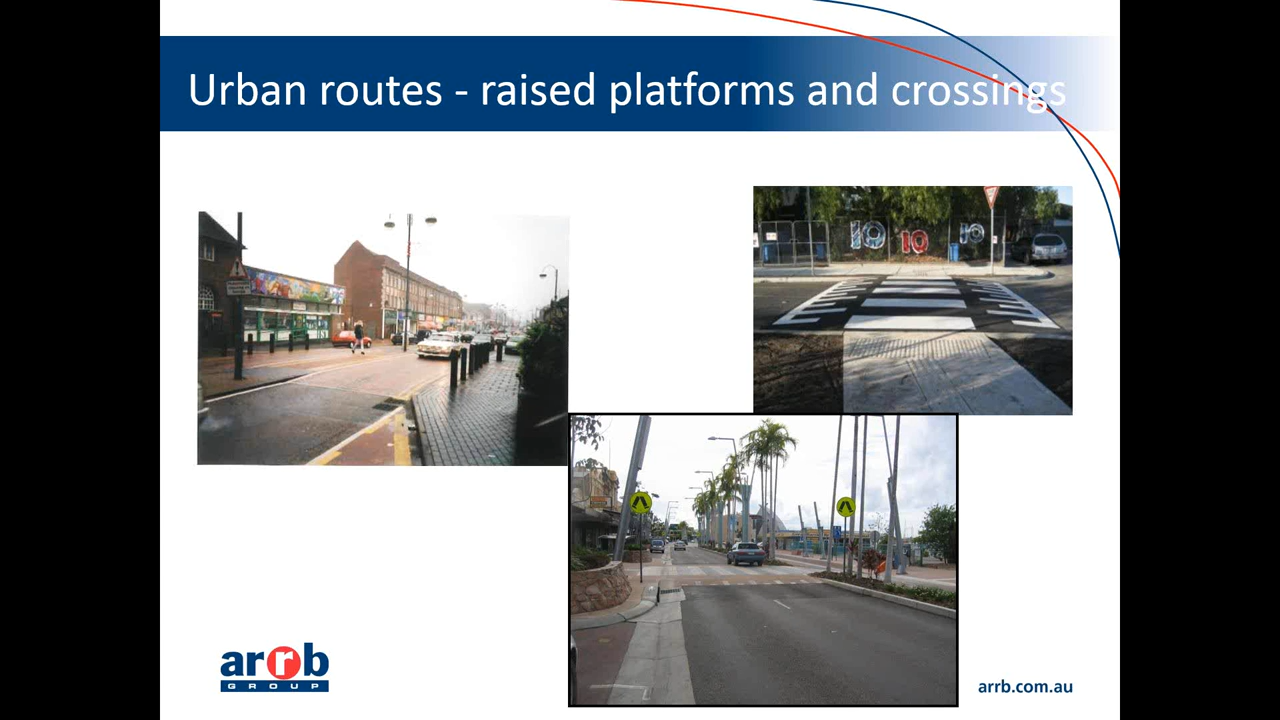 Urban routes - raised platforms and crossings
10
10
10
arrb
GROUP
arrb.com.au